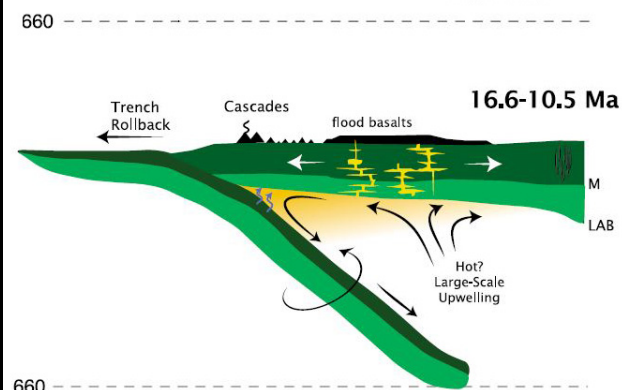 660
16.6-10.5 Ma
Trench
Rollback
Cascades
flood basalts
M
LAB
Hot?
Large-Scale
Upwelling
660